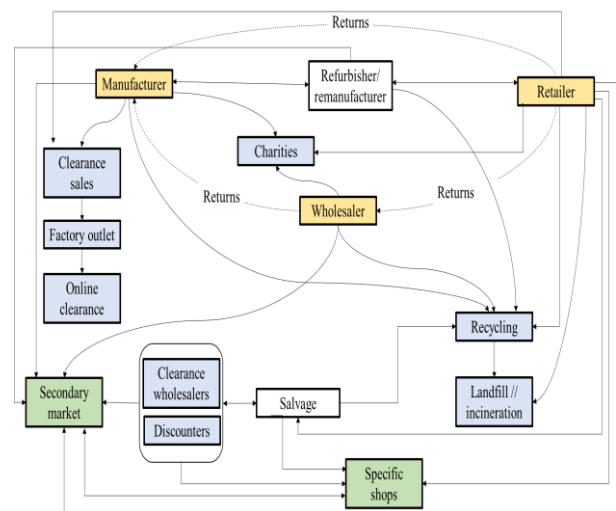 Returns
Manufacturer
Refurbisher/
remanufacturer
Retailer
Clearance
sales
Charities
Returns
Wholesaler
Returns
Factory outlet
Online
clearance
Recycling
Secondary
market
Clearance
wholesalers
Discounters
Salvage
Landfill //
incineration
Specific
shops